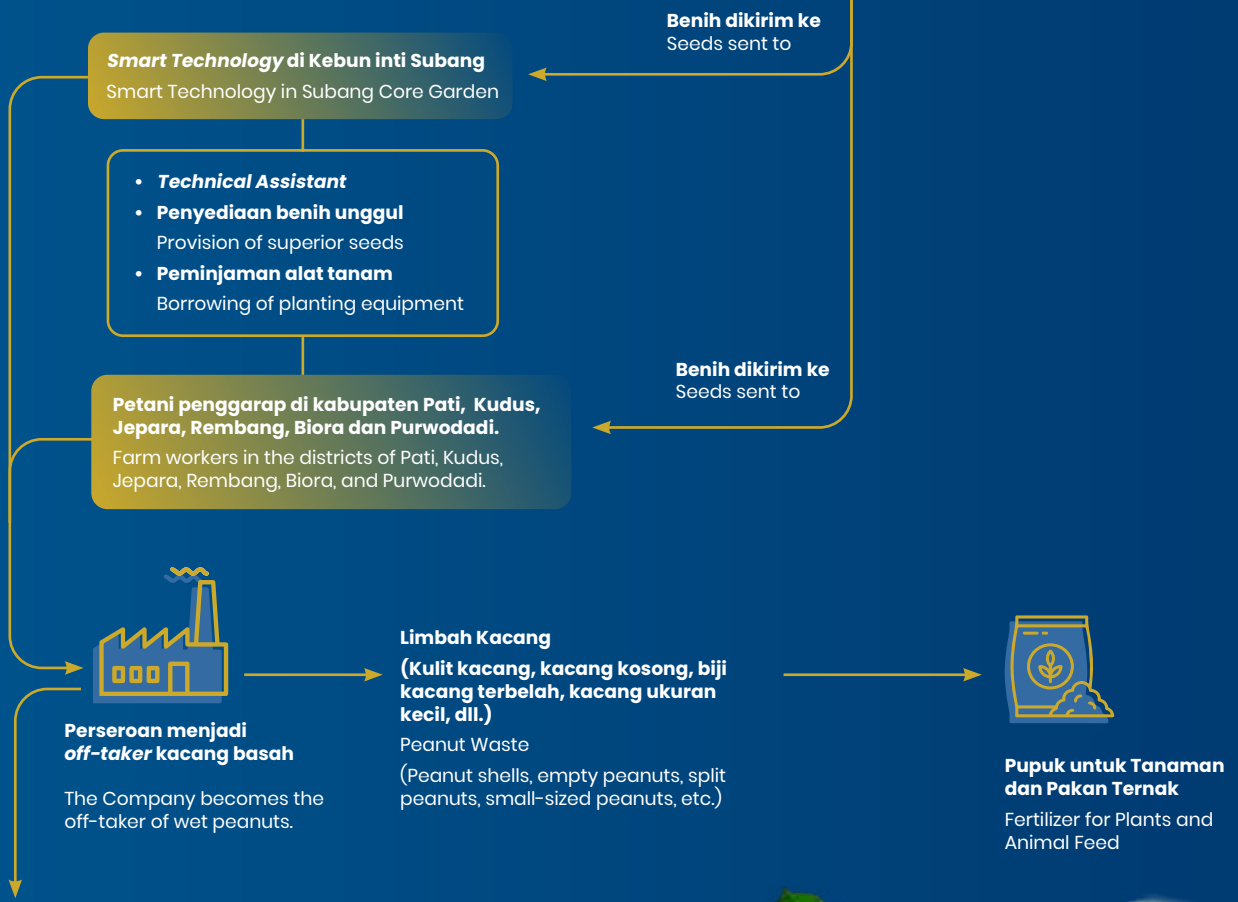 Benih dikirim ke
Seeds sent to
Smart Technology di Kebun inti Subang
Smart Technology in Subang Core Garden
• Technical Assistant
• Penyediaan benih unggul
Provision of superior seeds
• Peminjaman alat tanam
Borrowing of planting equipment
Benih dikirim ke
Seeds sent to
Petani penggarap di kabupaten Pati, Kudus,
Jepara, Rembang, Biora dan Purwodadi.
Farm workers in the districts of Pati, Kudus,
Jepara, Rembang, Biora, and Purwodadi.
Perseroan menjadi
off-taker kacang basah
The Company becomes the
off-taker of wet peanuts.
Limbah Kacang
(Kulit kacang, kacang kosong, biji
kacang terbelah, kacang ukuran
kecil, dll.)
Peanut Waste
(Peanut shells, empty peanuts, split
peanuts, small-sized peanuts, etc.)
Pupuk untuk Tanaman
dan Pakan Ternak
Fertilizer for Plants and
Animal Feed